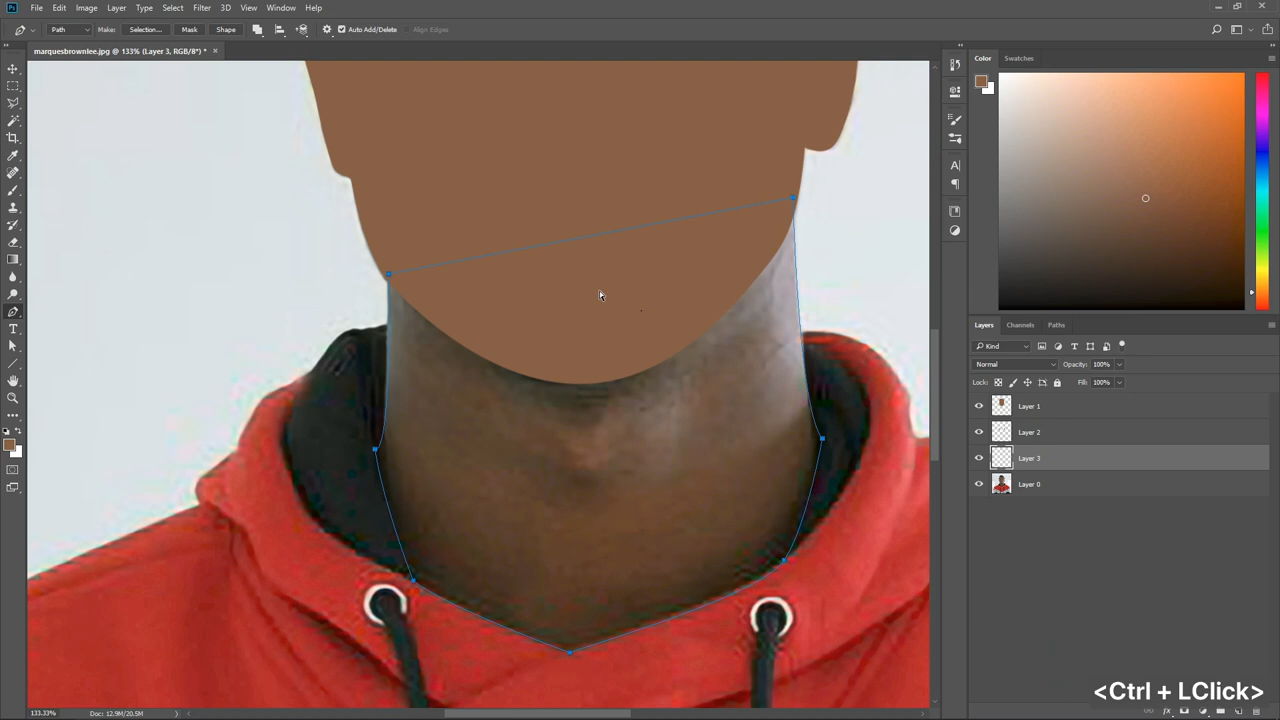 Ps File Edit Image Layer Type Select Filter 3D View Window Help
Path Makes: Selection... Mask Shape Auto Add/Delete Align Edges
marquesbrownlee.jpg @ 133% (Layer 3, RGB/8*) *
Color Swatches
Layers Channels Paths
Kind
Normal Opacity: 100%
Lock: Fill: 100%
Layer 1
Layer 2
Layer 3
Layer 0
<Ctrl + LClick>
133.33% Doc: 12.9M/20.5M